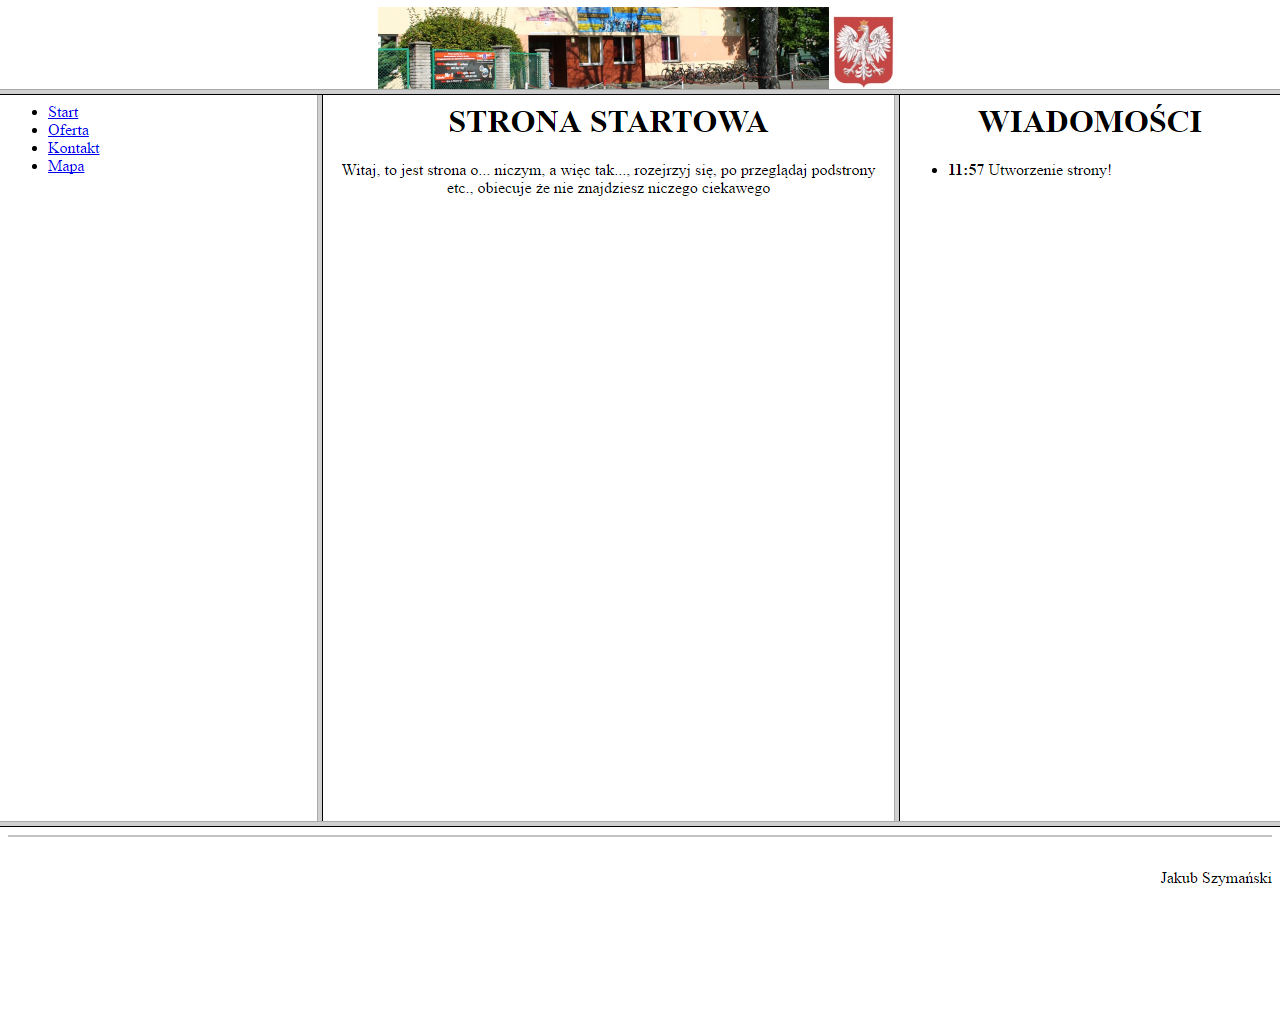 Start
Oferta
Kontakt
Mapa
STRONA STARTOWA
Witaj, to jest strona o... niczym, a więc tak..., rozejrzyj się, po przeglądaj podstrony
etc., obiecuje że nie znajdziesz niczego ciekawego
WIADOMOŚCI
11:57 Utworzenie strony!
Jakub Szymański